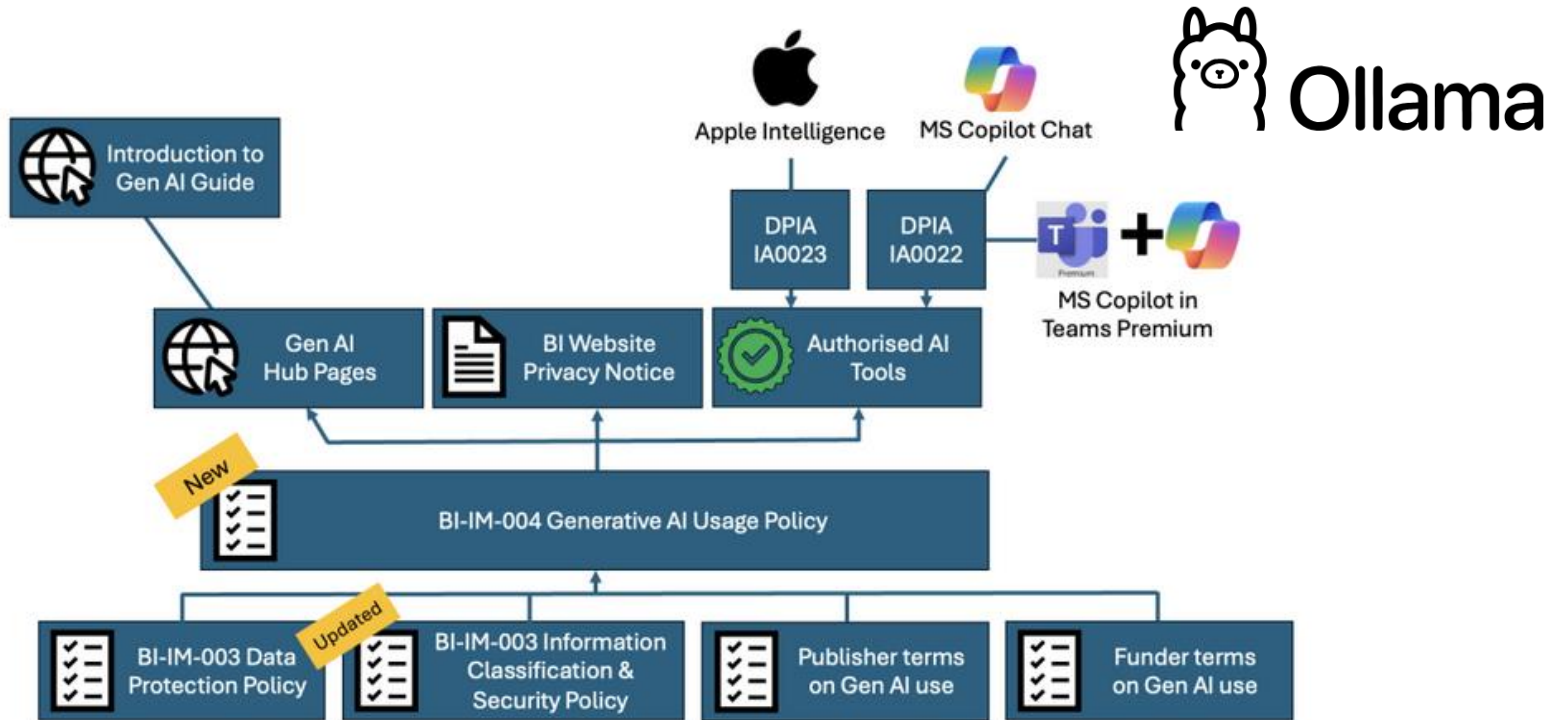 Ollama
Apple Intelligence
MS Copilot Chat
Introduction to
Gen AI Guide
DPIA
IA0023
DPIA
IA0022
T
Premium
MS Copilot in
Teams Premium
Gen AI
Hub Pages
BI Website
Privacy Notice
Authorised AI
Tools
New
BI-IM-004 Generative AI Usage Policy
Updated
BI-IM-003 Data
Protection Policy
BI-IM-003 Information
Classification &
Security Policy
Publisher terms
on Gen AI use
Funder terms
on Gen AI use